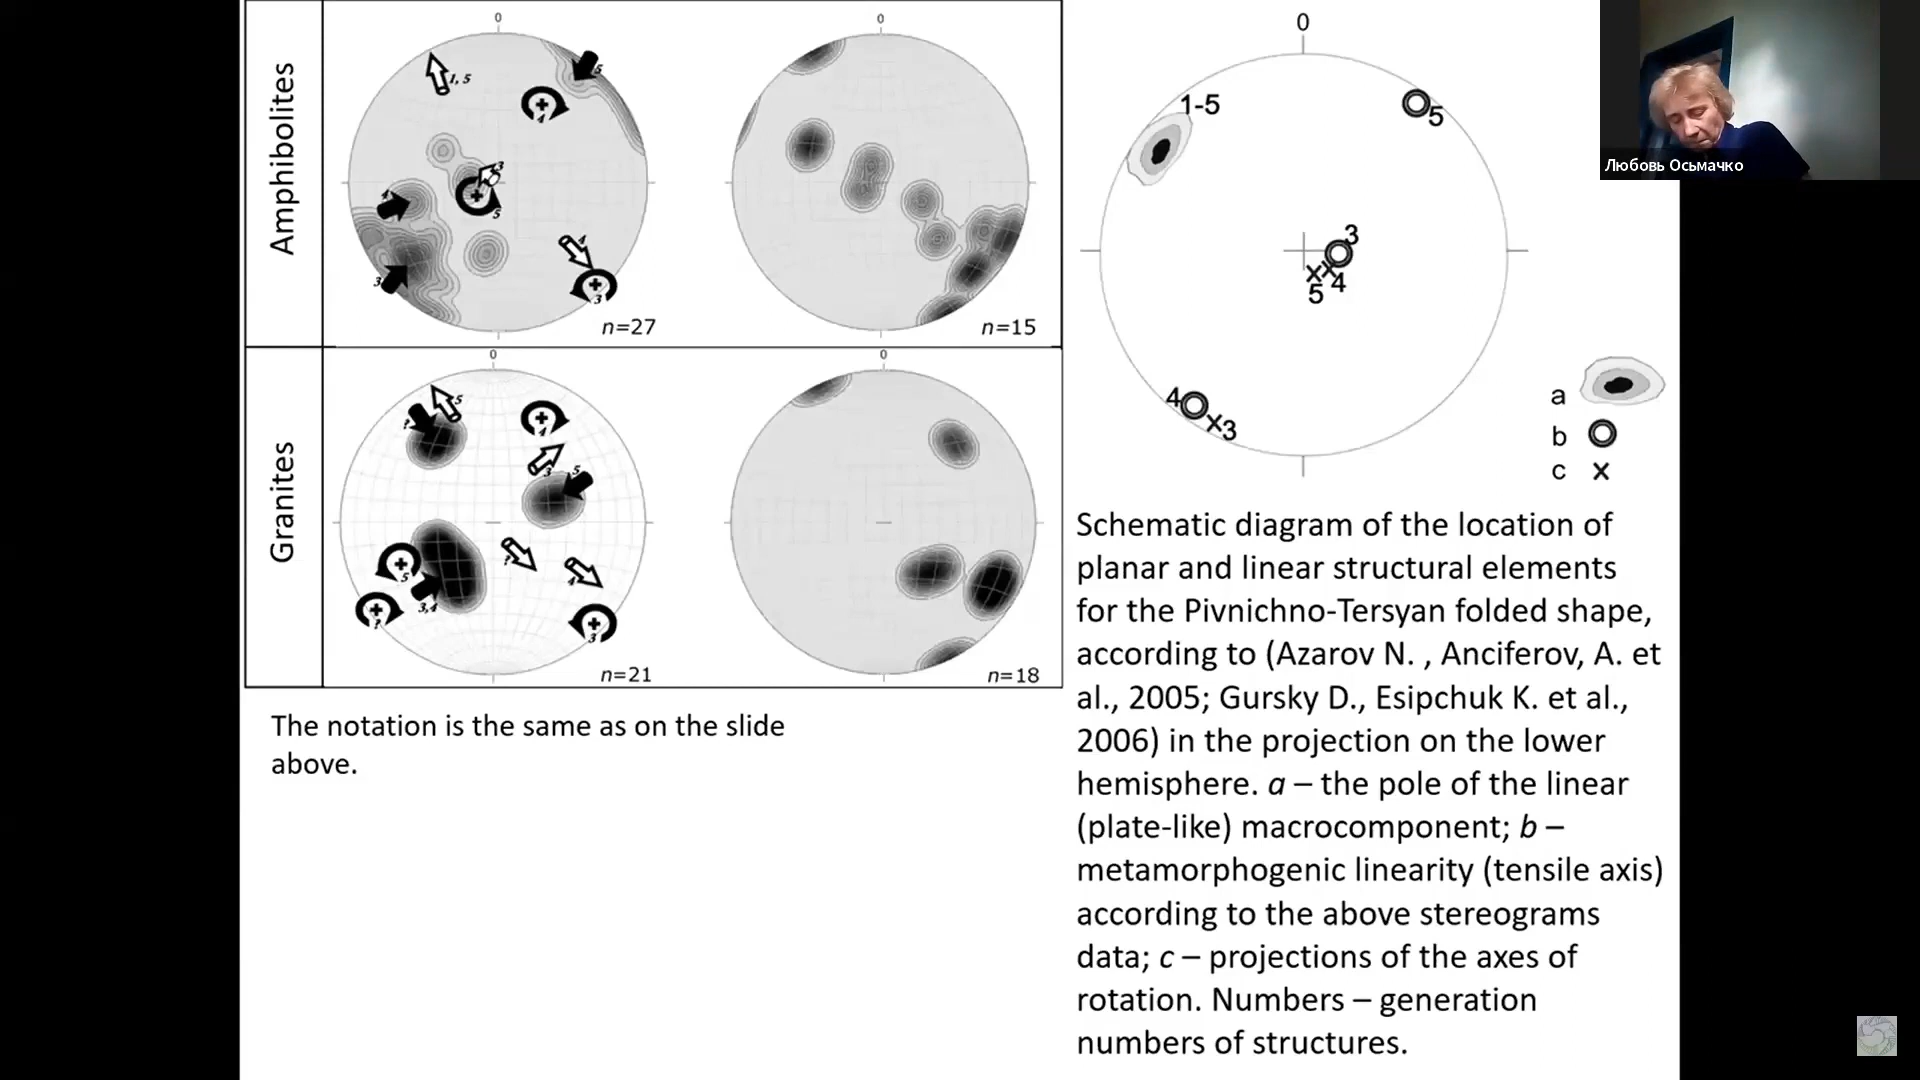 Amphibolites
0
1, 5
5
4
3
4
5
4
3
3
n=27
0
n=15
Granites
0
5
?
4
3
5
5
3,4
?
?
4
3
n=21
0
n=18
The notation is the same as on the slide
above.
0
1-5
5
3
4
5
4
3
a
b
c
Schematic diagram of the location of
planar and linear structural elements
for the Pivnichno-Tersyan folded shape,
according to (Azarov N. , Anciferov, A. et
al., 2005; Gursky D., Esipchuk K. et al.,
2006) in the projection on the lower
hemisphere. a – the pole of the linear
(plate-like) macrocomponent; b –
metamorphogenic linearity (tensile axis)
according to the above stereograms
data; c – projections of the axes of
rotation. Numbers – generation
numbers of structures.
Любовь Осьмачко